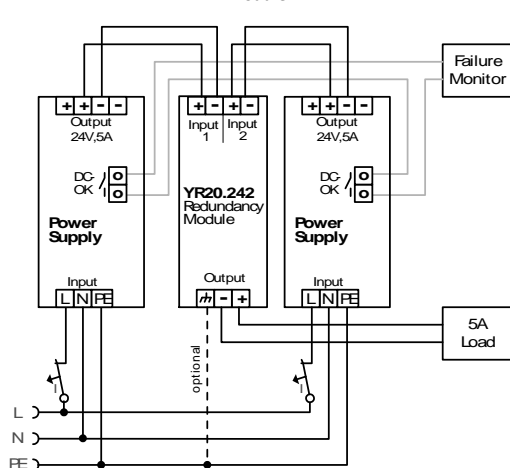 + + - -
Output
24V,5A
DC-
OK
Power
Supply
Input
L N PE
+ - + -
Input Input
1 2
YR20.242
Redundancy
Module
Output
- +
optional
+ + - -
Output
24V,5A
DC-
OK
Power
Supply
Input
L N PE
Failure
Monitor
5A
Load
I
I
L
N
PE